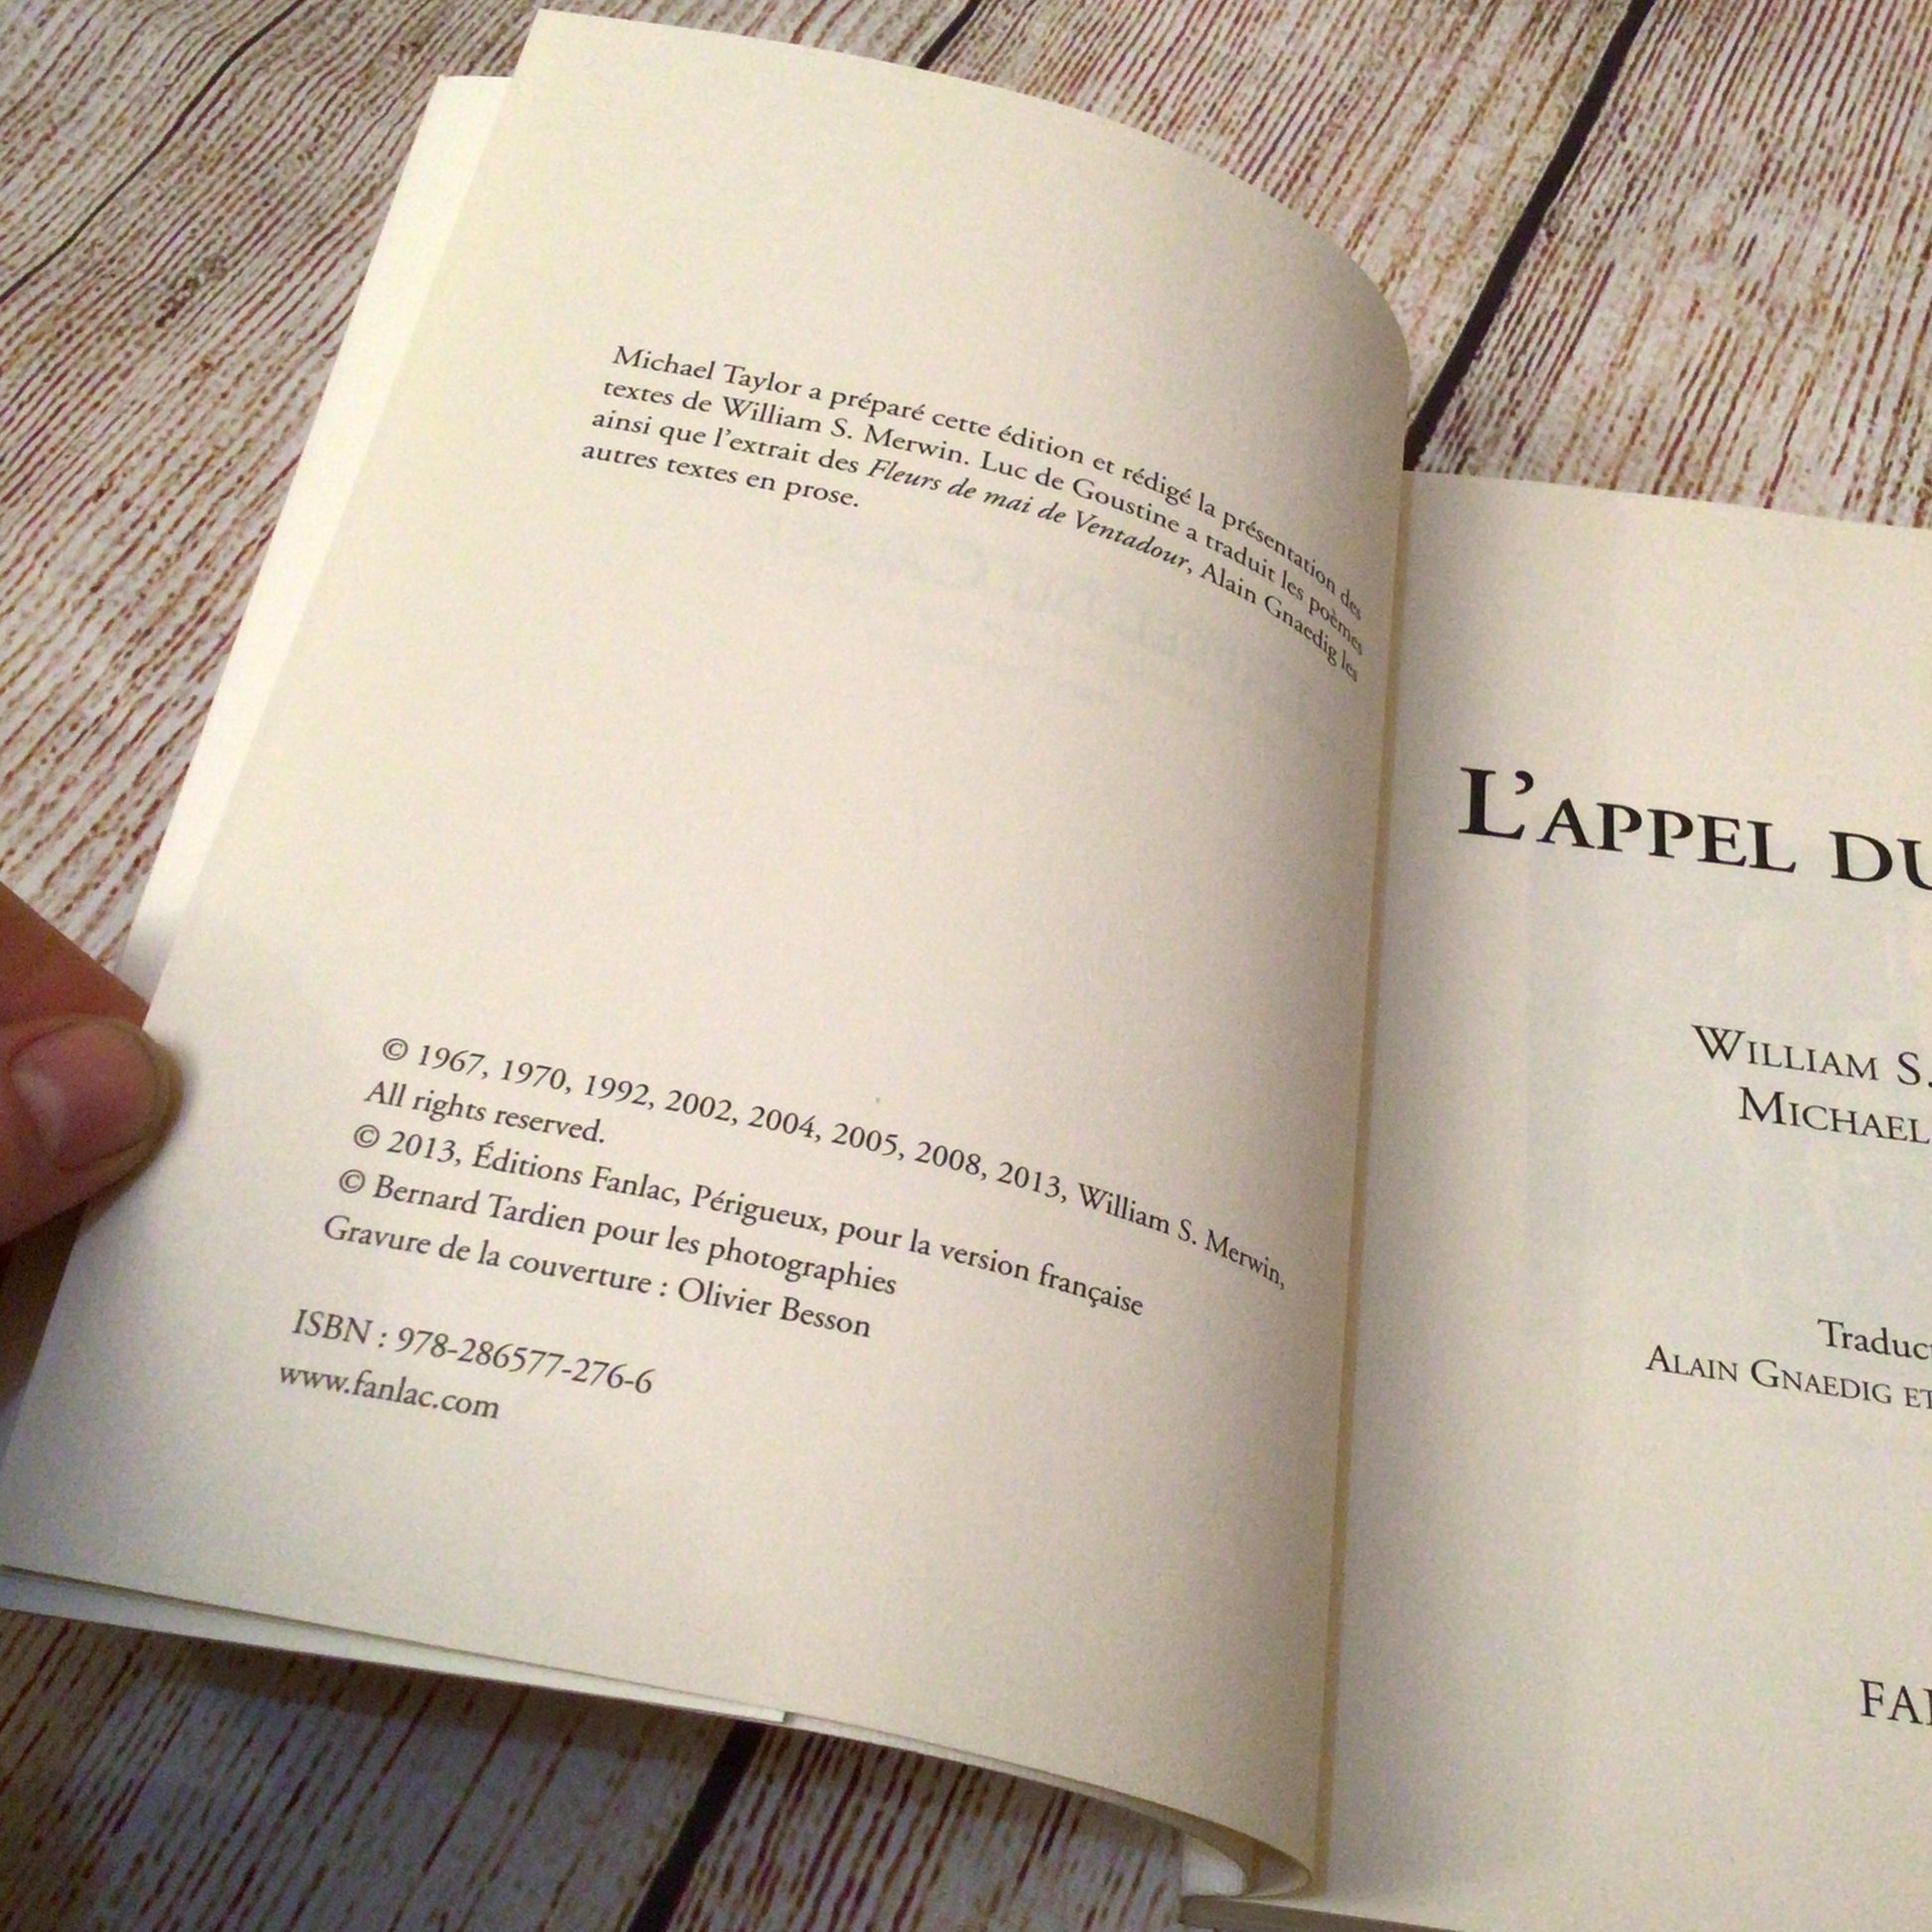 Michael Taylor a préparé cette édition et rédigé la présentation des
textes de William S. Merwin. Luc de Goustine a traduit les poèmes
ainsi que l'extrait des Fleurs de mai de Ventadour, Alain Gnaedig les
autres textes en prose.
© 1967, 1970, 1992, 2002, 2004, 2005, 2008, 2013, William S. Merwin,
All rights reserved.
© 2013, Éditions Fanlac, Périgueux, pour la version française
© Bernard Tardien pour les photographies
Gravure de la couverture : Olivier Besson
ISBN : 978-286577-276-6
www.fanlac.com
L'APPEL DU
WILLIAM S.
MICHAEL
ALAIN GNAEDIG ET